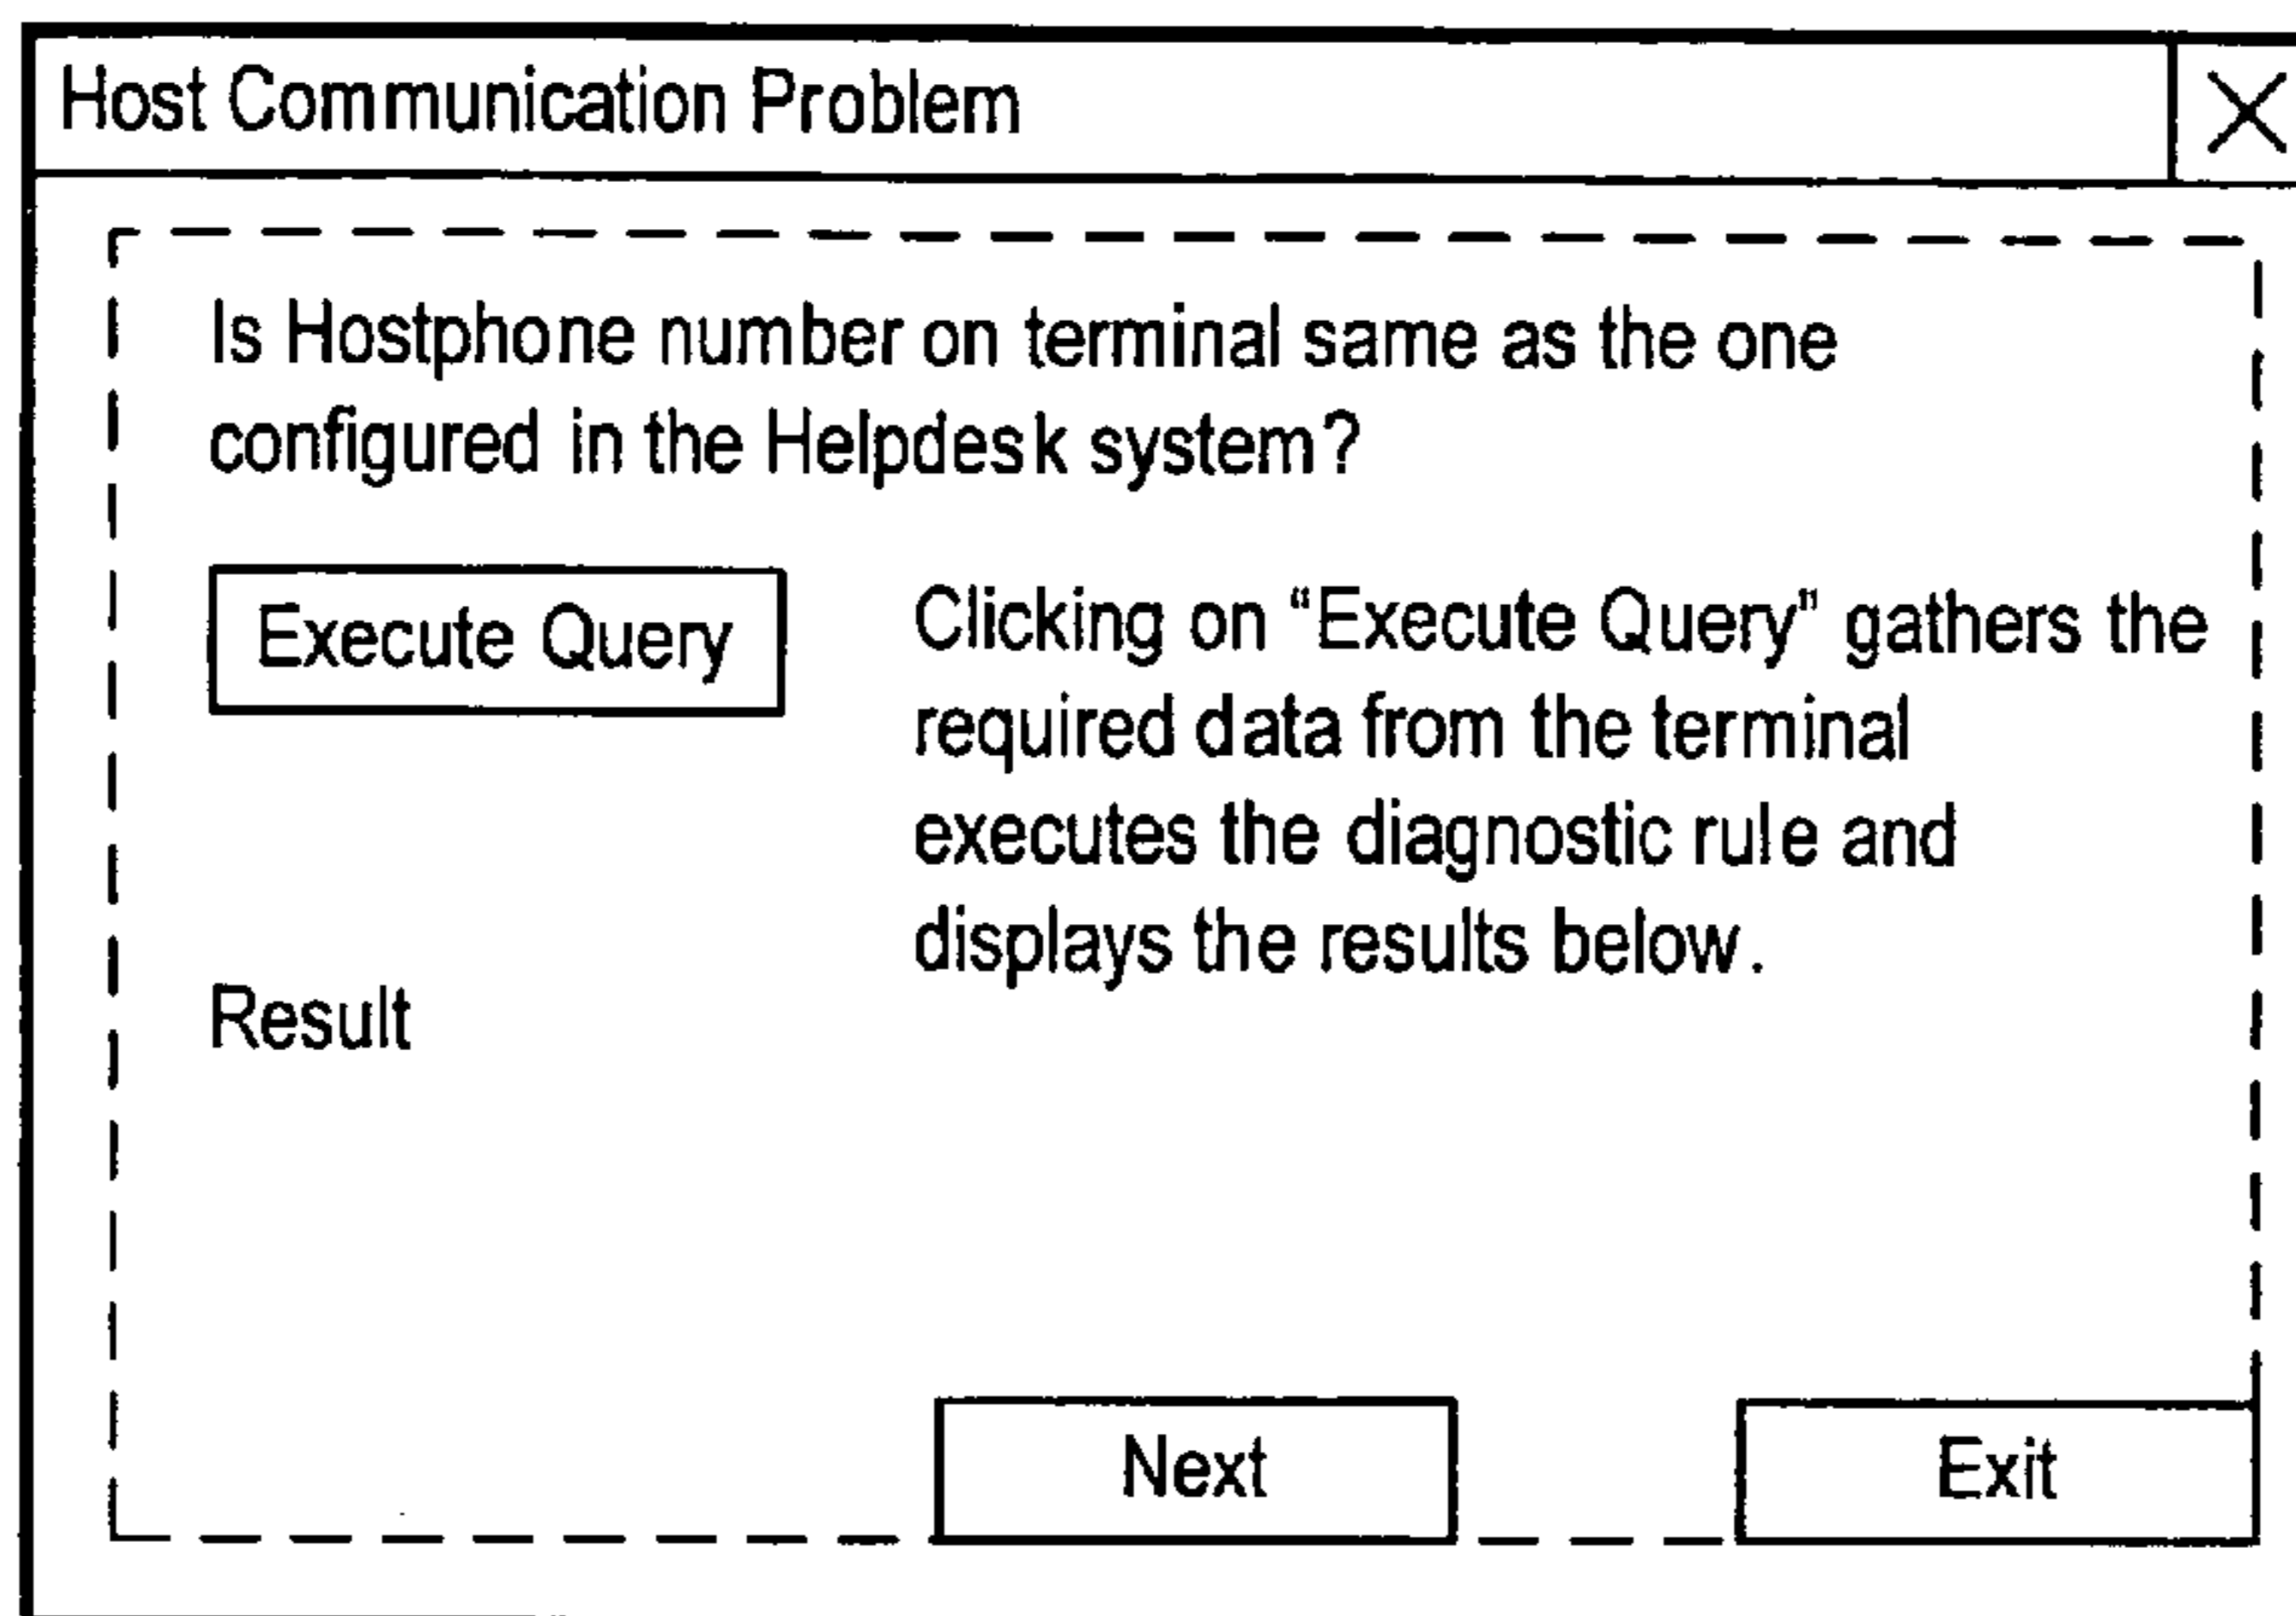 Host Communication Problem
Is Hostphone number on terminal same as the one
configured in the Helpdesk system?
Execute Query
Clicking on “Execute Query” gathers the
required data from the terminal
executes the diagnostic rule and
displays the results below.
Result
Next
Exit